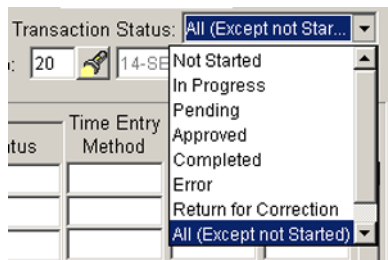 Transaction Status: All (Except not Star...
: 20 14-SE
Not Started
In Progress
Pending
Approved
Completed
Error
Return for Correction
All (Except not Started)
Time Entry
Method
tus